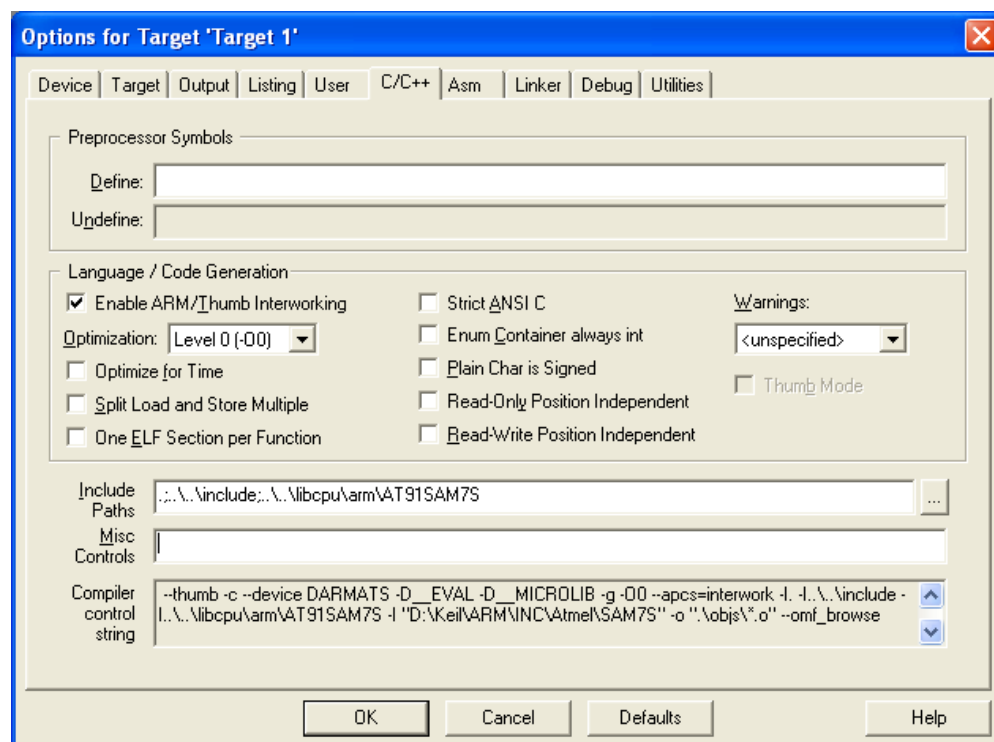 Options for Target 'Target 1'
Device Target Output Listing User C/C++ Asm Linker Debug Utilities
Preprocessor Symbols
Define:
Undefine:
Language / Code Generation
Enable ARM/Thumb Interworking
Strict ANSI C
Warnings:
Optimization: Level 0 (-O0)
Enum Container always int
<unspecified>
Optimize for Time
Plain Char is Signed
Thumb Mode
Split Load and Store Multiple
Read-Only Position Independent
One ELF Section per Function
Read-Write Position Independent
Include
Paths
.;..\..\include;..\..\libcpu\arm\AT91SAM7S
...
Misc
Controls
Compiler
control
string
--thumb -c --device DARMATS -D__EVAL -D__MICROLIB -g -O0 --apcs=interwork -I. -I..\..\include -
I..\..\libcpu\arm\AT91SAM7S -I "D:\Keil\ARM\INC\Atmel\SAM7S" -o ".\objs\*.o" --omf_browse
OK Cancel Defaults Help